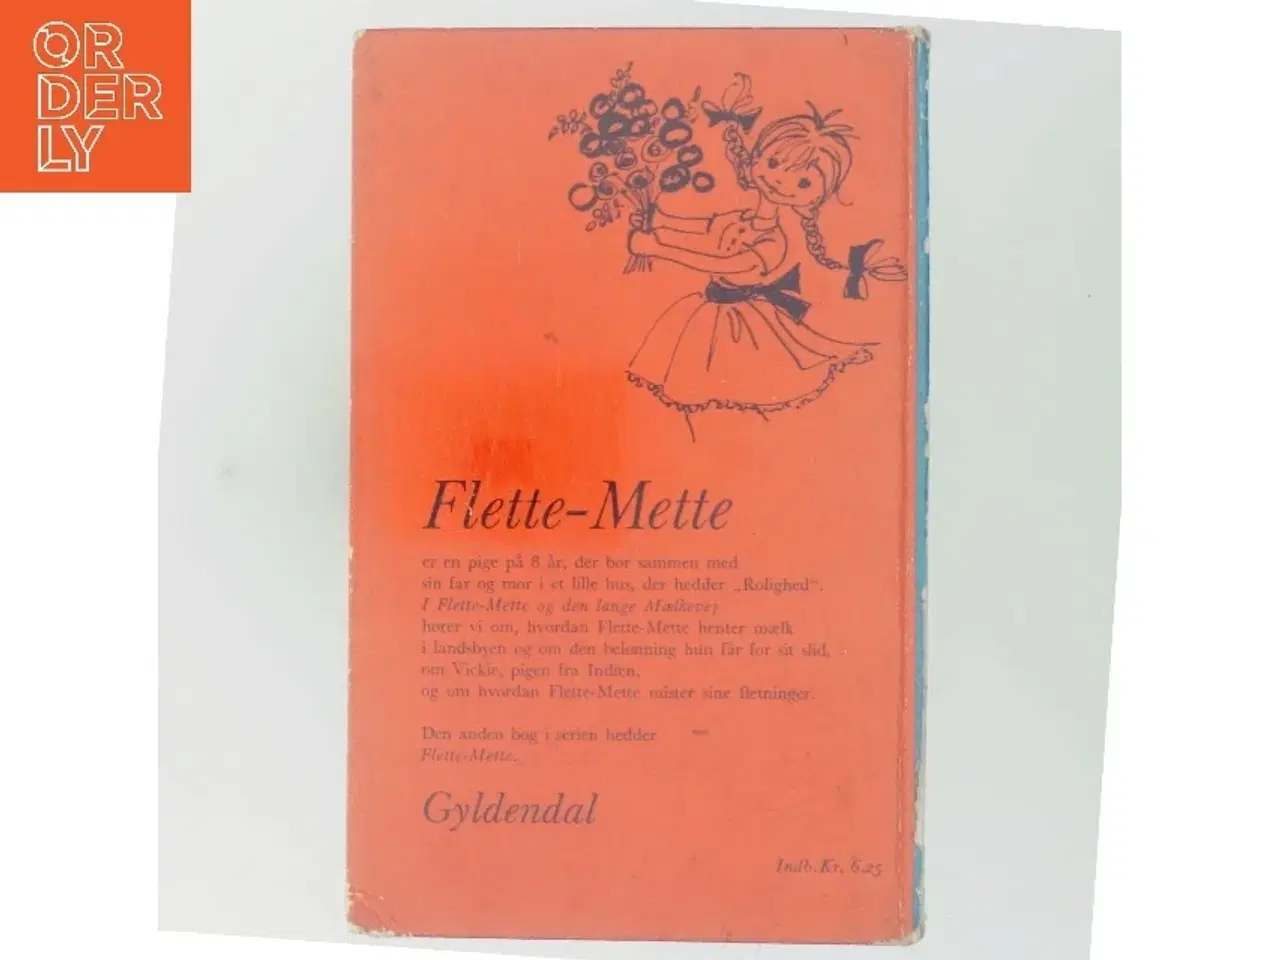 ORDERLY
Flette-Mette
er en pige på 8 år, der bor sammen med
sin far og mor i et lille hus, der hedder „Rolighed“.
I Flette-Mette og den lange Mælkevej
hører vi om, hvordan Flette-Mette henter mælk
i landsbyen og om den belønning hun får for sit slid,
om Vickie, pigen fra Indien,
og om hvordan Flette-Mette mister sine fletninger.
Den anden bog i serien hedder
Flette-Mette.
Gyldendal
Indb. Kr. 6.25